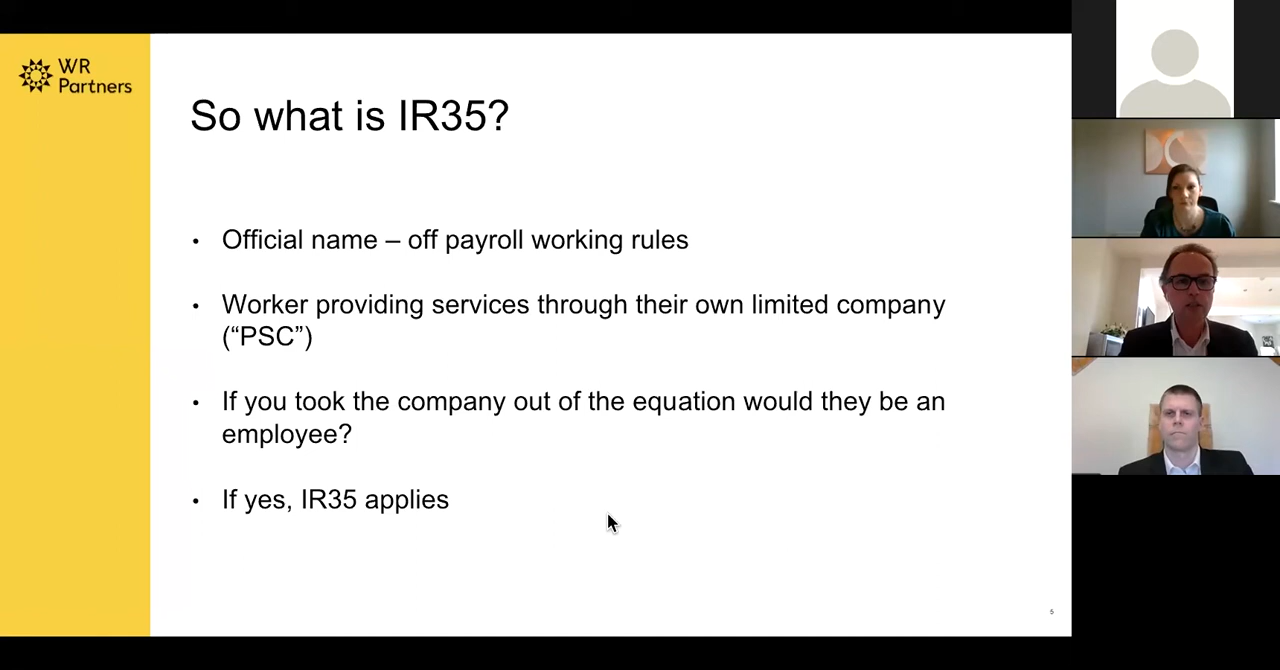 WR
Partners
So what is IR35?
• Official name – off payroll working rules
• Worker providing services through their own limited company
(“PSC”)
• If you took the company out of the equation would they be an
employee?
• If yes, IR35 applies
5